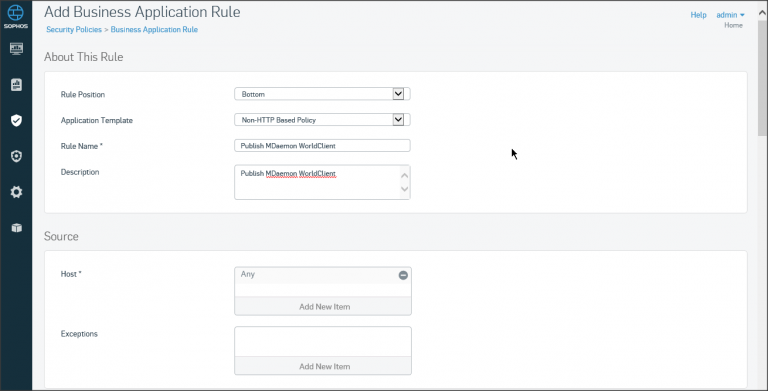 Add Business Application Rule
Help admin
SOPHOS
Security Policies > Business Application Rule
Home
About This Rule
Rule Position
Bottom
Application Template
Non-HTTP Based Policy
Rule Name *
Publish MDaemon WorldClient
Description
Publish MDaemon WorldClient
Source
Host *
Any
Add New Item
Exceptions
Add New Item